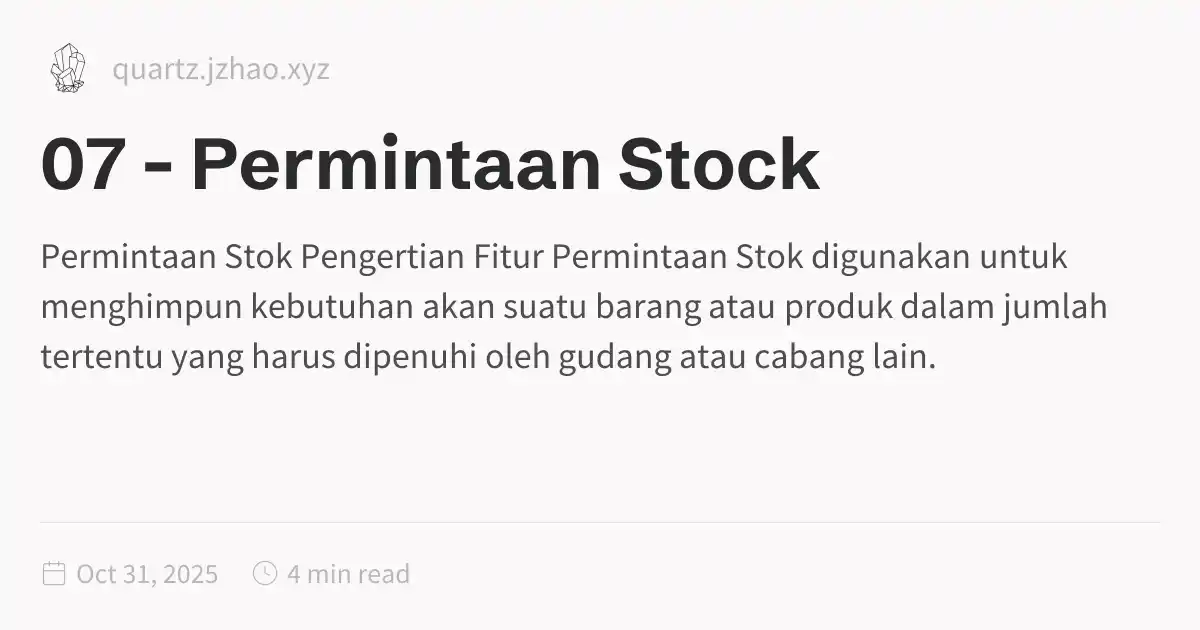 quartz.jzhao.xyz
07 - Permintaan Stock
Permintaan Stok Pengertian Fitur Permintaan Stok digunakan untuk
menghimpun kebutuhan akan suatu barang atau produk dalam jumlah
tertentu yang harus dipenuhi oleh gudang atau cabang lain.
Oct 31, 2025 4 min read